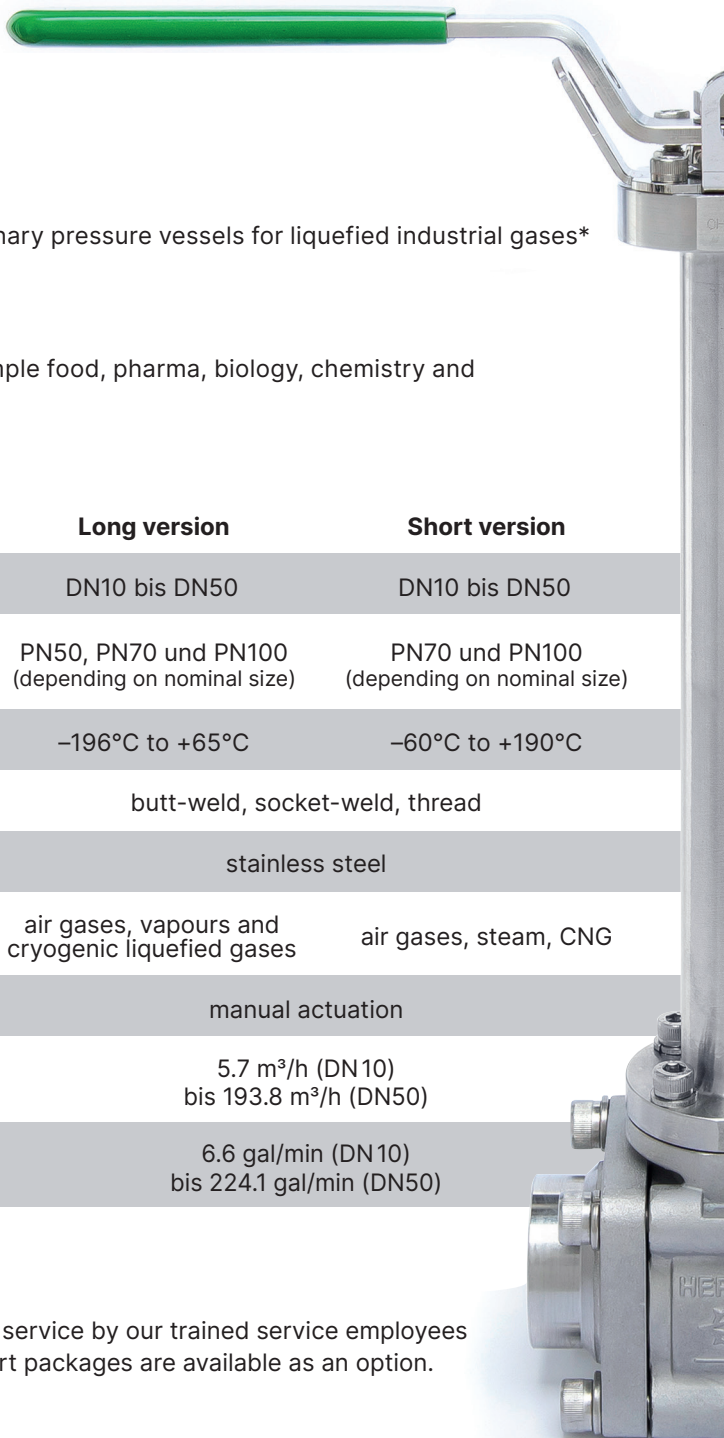 pressure vessels for liquefied industrial gases*
food, pharma, biology, chemistry and
Long version Short version
DN10 bis DN50 DN10 bis DN50
PN50, PN70 und PN100 PN70 und PN100
(depending on nominal size) (depending on nominal size)
–196°C to +65°C –60°C to +190°C
butt-weld, socket-weld, thread
stainless steel
air gases, vapours and
cryogenic liquefied gases
air gases, steam, CNG
manual actuation
5.7 m³/h (DN10)
bis 193.8 m³/h (DN50)
6.6 gal/min (DN10)
bis 224.1 gal/min (DN50)
service by our trained service employees
packages are available as an option.